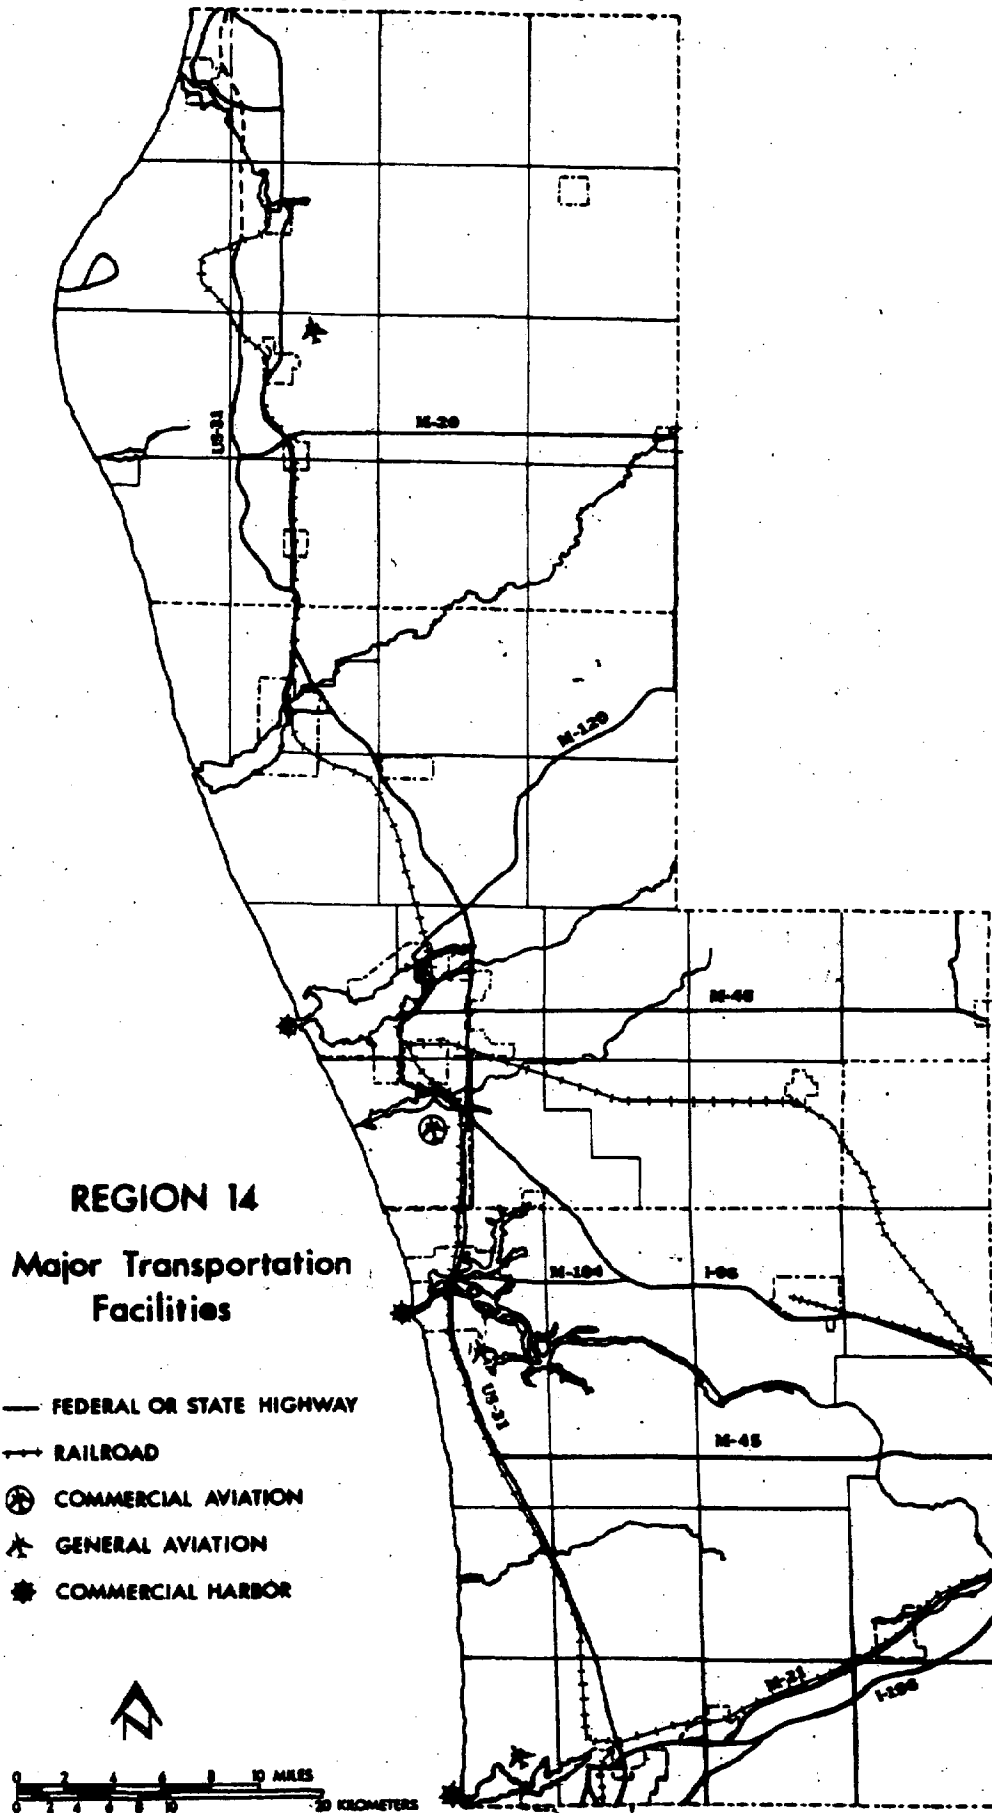 US-31
M-20
M-120
M-46
REGION 14
Major Transportation
Facilities
M-104
I-96
US-31
FEDERAL OR STATE HIGHWAY
RAILROAD
M-45
COMMERCIAL AVIATION
GENERAL AVIATION
COMMERCIAL HARBOR
M-21
I-196
N
0 2 4 6 8 10 MILES
0 2 4 6 8 10 20 KILOMETERS